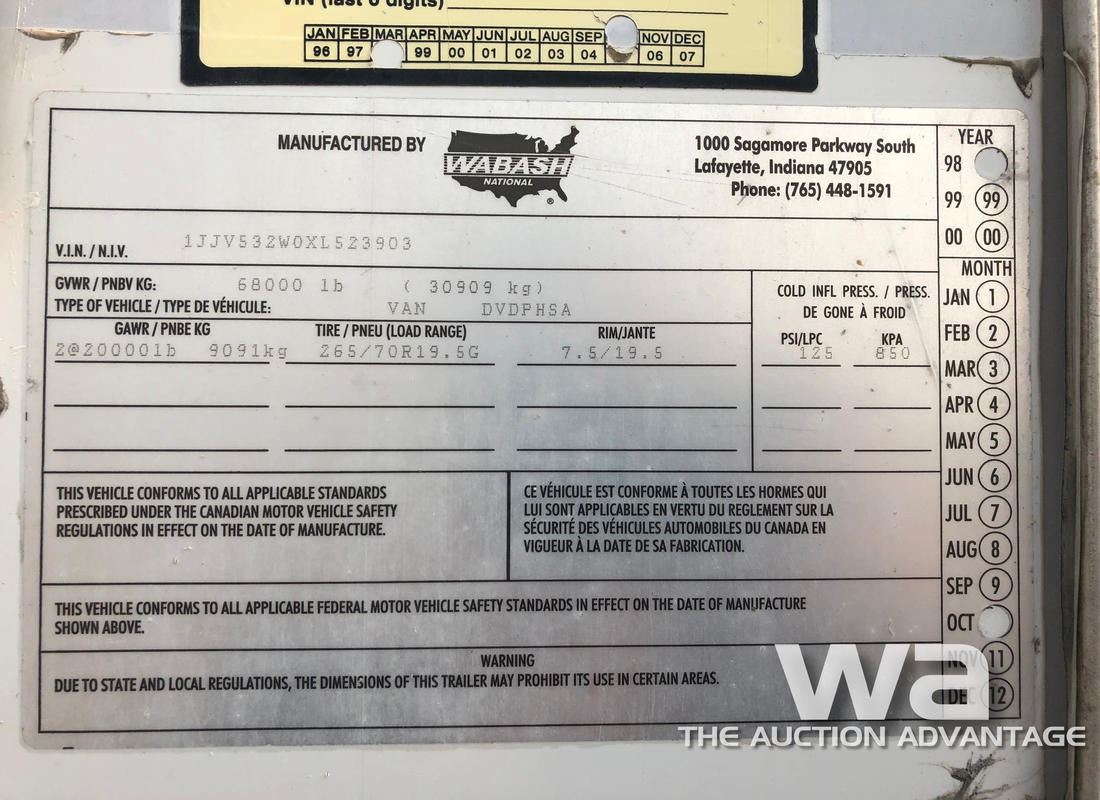 VIN (last 6 digits)
JAN FEB MAR APR MAY JUN JUL AUG SEP NOV DEC
96 97 99 00 01 02 03 04 06 07
MANUFACTURED BY
WABASH
NATIONAL
®
1000 Sagamore Parkway South
Lafayette, Indiana 47905
Phone: (765) 448-1591
YEAR
98
99 99
00 00
V.I.N. / N.I.V. 1JJV532W0XL523903
GVWR / PNBV KG: 68000 lb ( 30909 kg)
TYPE OF VEHICLE / TYPE DE VÉHICULE: VAN DVDPHSA
COLD INFL PRESS. / PRESS.
DE GONE À FROID
GAWR / PNBE KG TIRE / PNEU (LOAD RANGE) RIM/JANTE PSI/LPC KPA
2@20000lb 9091kg 265/70R19.5G 7.5/19.5 125 850
MONTH
JAN 1
FEB 2
MAR 3
APR 4
MAY 5
JUN 6
JUL 7
AUG 8
SEP 9
OCT
NOV 11
DEC 12
THIS VEHICLE CONFORMS TO ALL APPLICABLE STANDARDS
PRESCRIBED UNDER THE CANADIAN MOTOR VEHICLE SAFETY
REGULATIONS IN EFFECT ON THE DATE OF MANUFACTURE.
CE VÉHICULE EST CONFORME À TOUTES LES HORMES QUI
LUI SONT APPLICABLES EN VERTU DU REGLEMENT SUR LA
SÉCURITÉ DES VÉHICULES AUTOMOBILES DU CANADA EN
VIGUEUR À LA DATE DE SA FABRICATION.
THIS VEHICLE CONFORMS TO ALL APPLICABLE FEDERAL MOTOR VEHICLE SAFETY STANDARDS IN EFFECT ON THE DATE OF MANUFACTURE
SHOWN ABOVE.
WARNING
DUE TO STATE AND LOCAL REGULATIONS, THE DIMENSIONS OF THIS TRAILER MAY PROHIBIT ITS USE IN CERTAIN AREAS.
wa
THE AUCTION ADVANTAGE